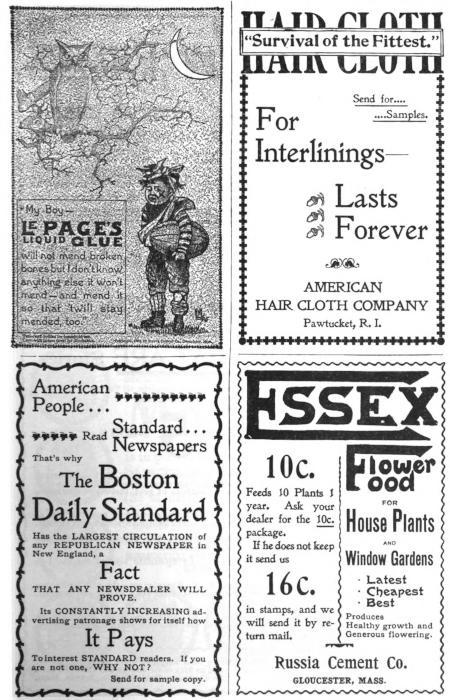 "My Boy—
LE PAGE'S
LIQUID GLUE
will not mend broken
bones but I don't know
anything else it won't
mend—and mend it
so that 'twill stay
mended, too."
HAIR CLOTH
"Survival of the Fittest."
HAIR CLOTH
Send for....
....Samples.
For
Interlinings—
Lasts
Forever
AMERICAN
HAIR CLOTH COMPANY
Pawtucket, R. I.
American
People...
Read Standard...
Newspapers
That's why
The Boston
Daily Standard
Has the LARGEST CIRCULATION of
any REPUBLICAN NEWSPAPER in
New England, a
Fact
THAT ANY NEWSDEALER WILL
PROVE.
Its CONSTANTLY INCREASING ad-
vertising patronage shows for itself how
It Pays
To interest STANDARD readers. If you
are not one, WHY NOT?
Send for sample copy.
ESSEX
Flower
Food
10c.
Feeds 10 Plants 1
year. Ask your
dealer for the 10c.
package.
If he does not keep
it send us
16c.
in stamps, and we
will send it by re-
turn mail.
FOR
House Plants
AND
Window Gardens
· Latest
· Cheapest
· Best
Produces
Healthy growth and
Generous flowering.
Russia Cement Co.
GLOUCESTER, MASS.